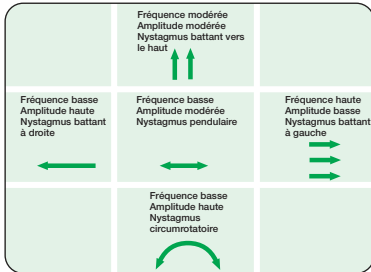 Fréquence modérée
Amplitude modérée
Nystagmus battant vers
le haut
Fréquence basse
Amplitude haute
Nystagmus battant
à droite
Fréquence basse
Amplitude modérée
Nystagmus pendulaire
Fréquence haute
Amplitude basse
Nystagmus battant
à gauche
Fréquence basse
Amplitude haute
Nystagmus
circumrotatoire